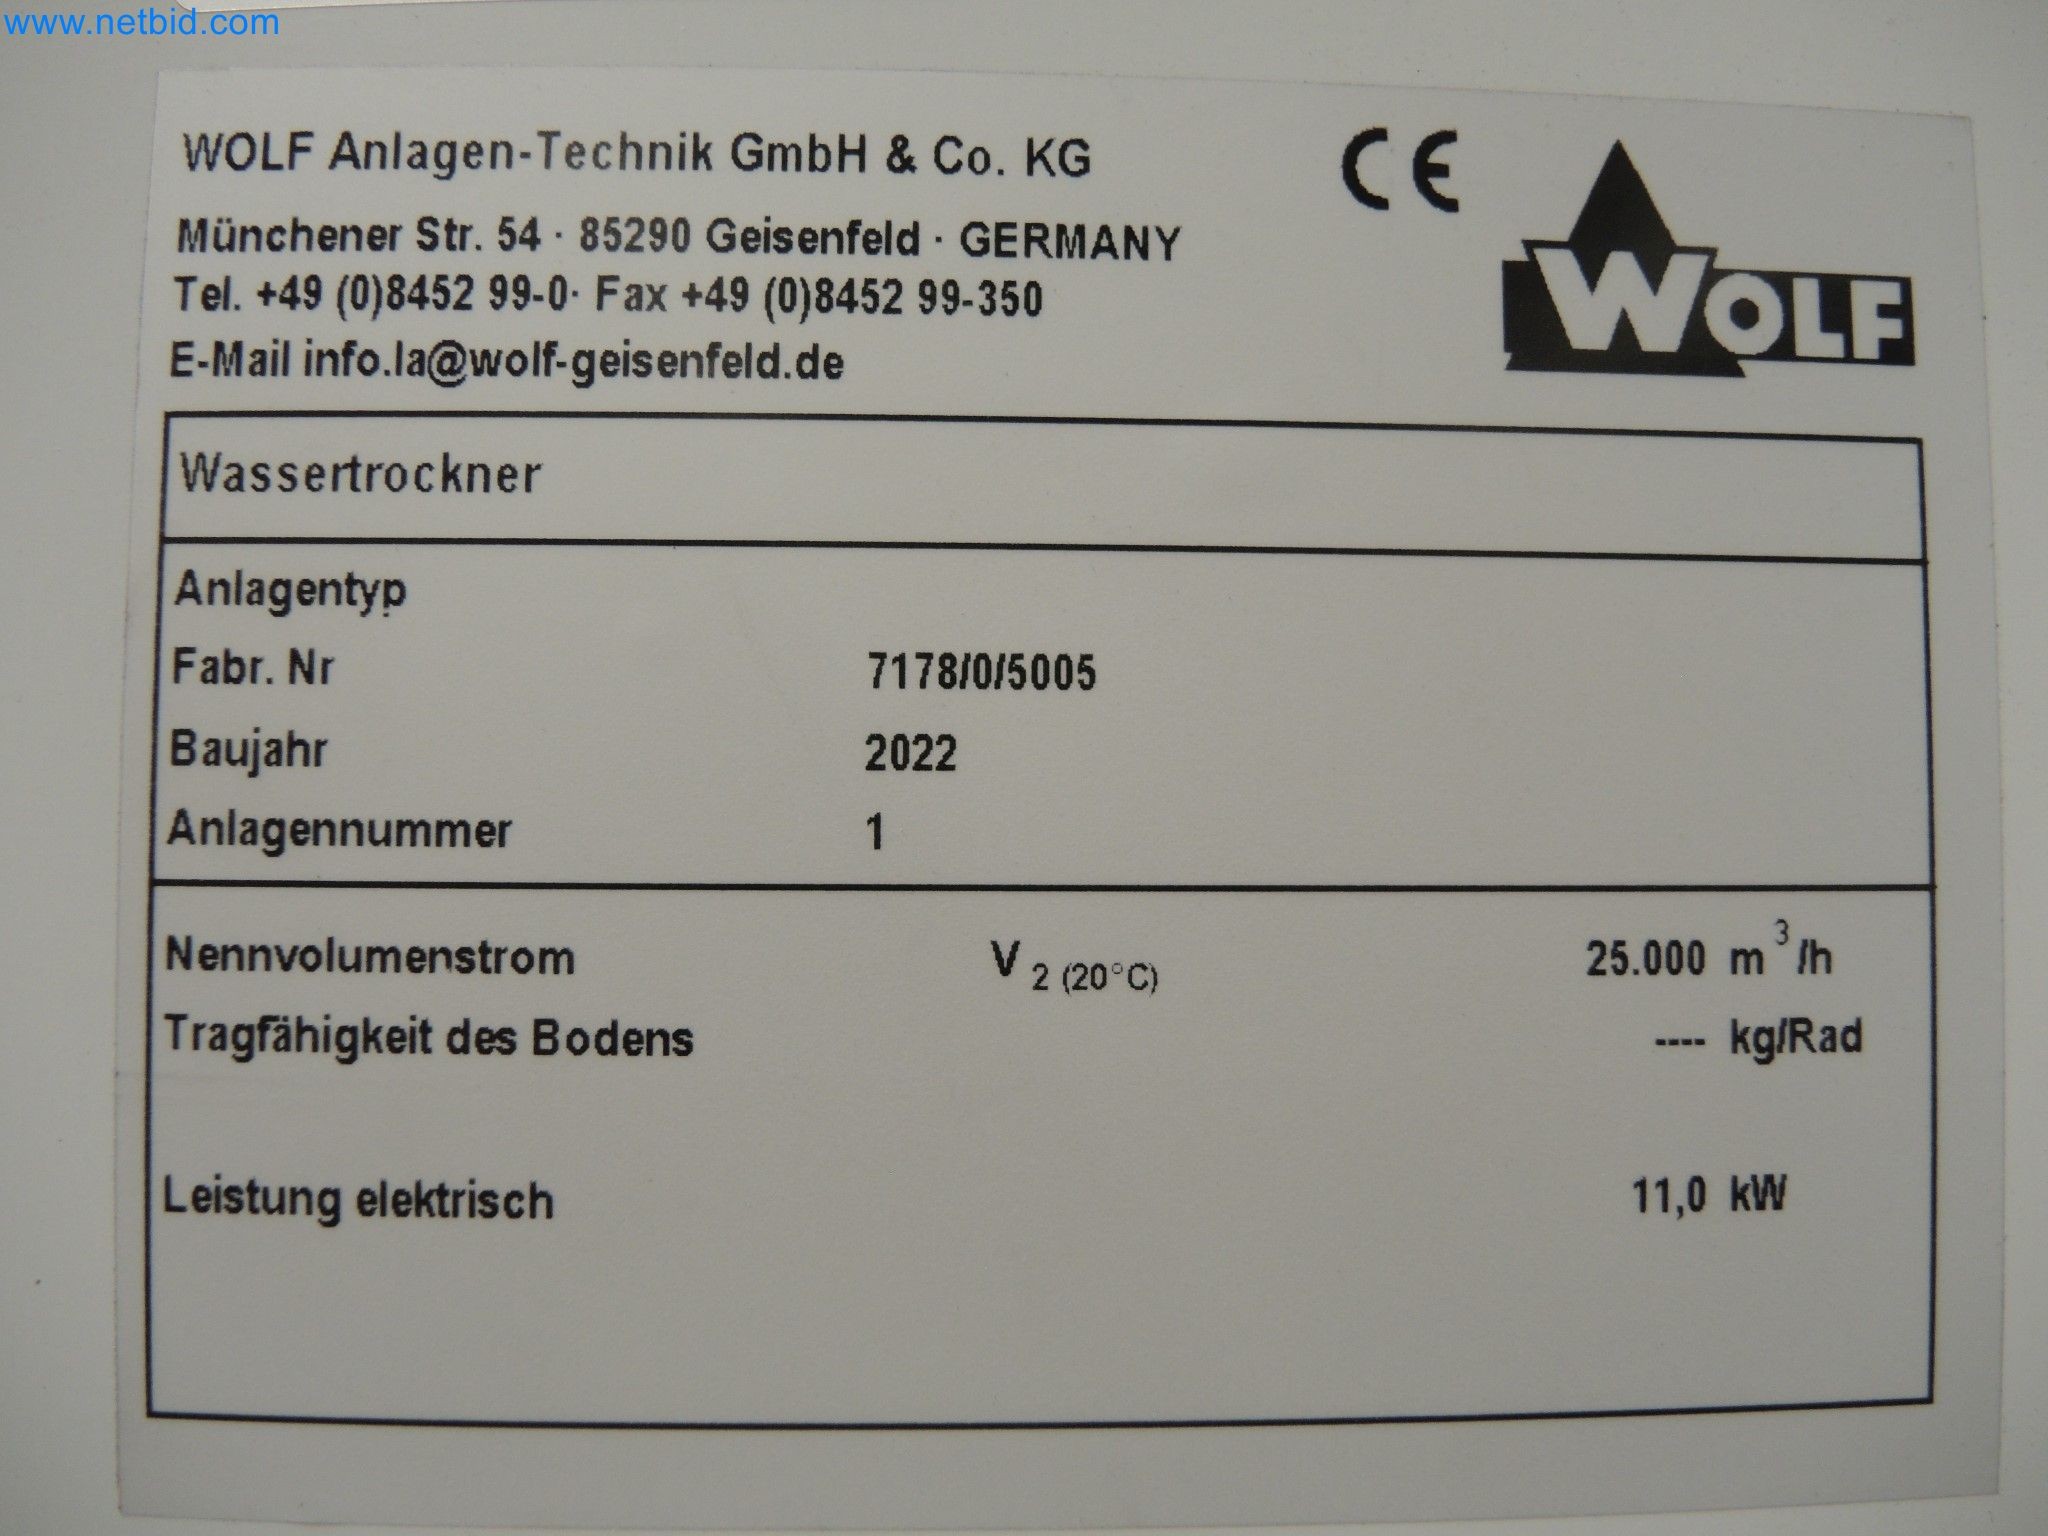 www.netbid.com
WOLF Anlagen-Technik GmbH & Co. KG
Münchener Str. 54 · 85290 Geisenfeld · GERMANY
Tel. +49 (0)8452 99-0· Fax +49 (0)8452 99-350
E-Mail info.la@wolf-geisenfeld.de
CE
WOLF
Wassertrockner
Anlagentyp
Fabr. Nr 7178/0/5005
Baujahr 2022
Anlagennummer 1
Nennvolumenstrom V 2 (20°C) 25.000 m³/h
Tragfähigkeit des Bodens ---- kg/Rad
Leistung elektrisch 11,0 kW